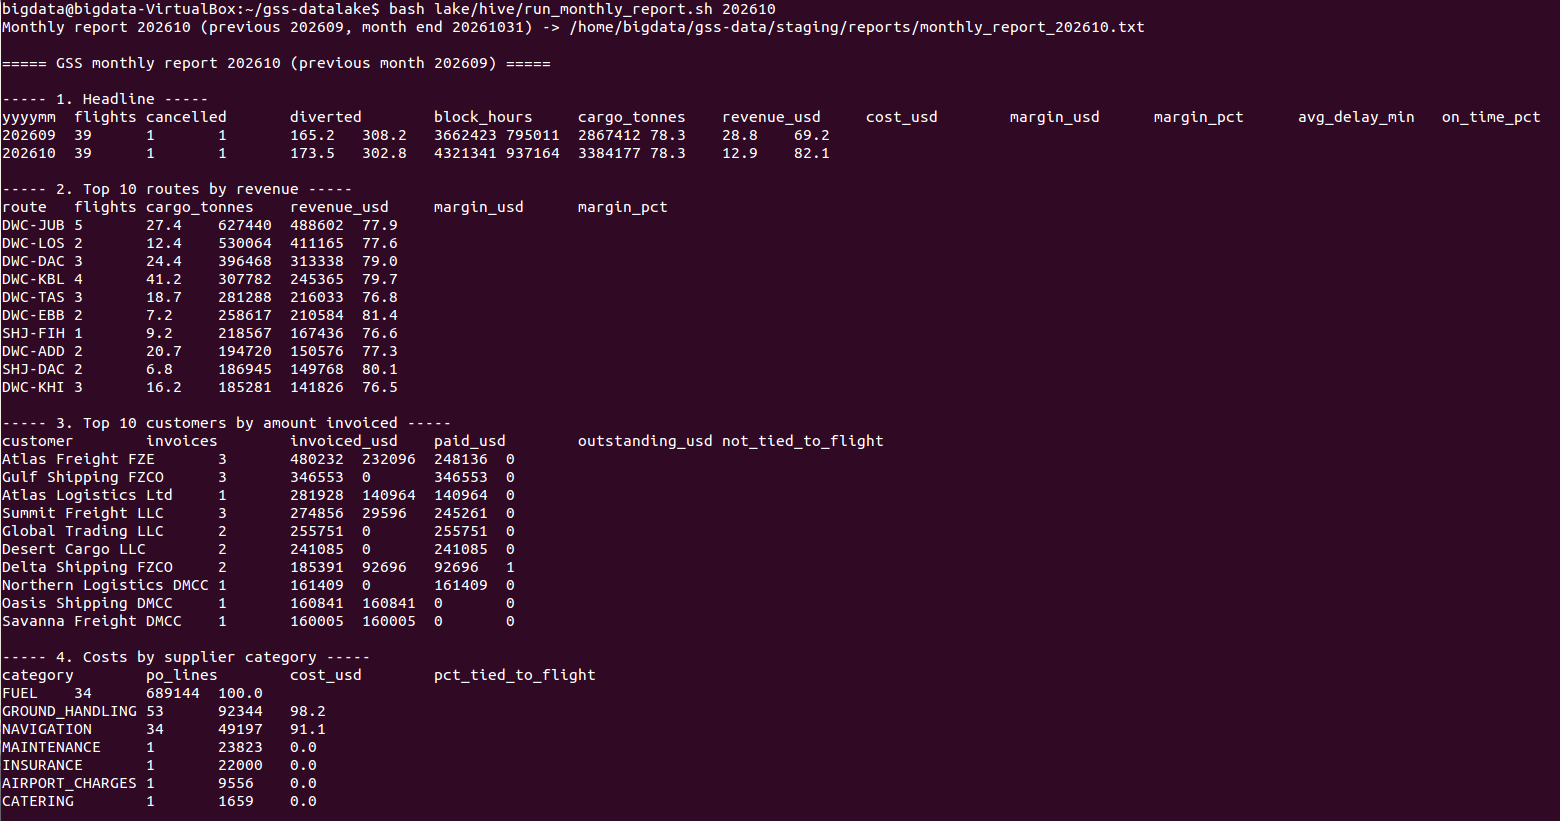 bigdata@bigdata-VirtualBox:~/gss-datalake$ bash lake/hive/run_monthly_report.sh 202610
Monthly report 202610 (previous 202609, month end 20261031) -> /home/bigdata/gss-data/staging/reports/monthly_report_202610.txt
===== GSS monthly report 202610 (previous month 202609) =====
----- 1. Headline -----
yyyymm flights cancelled diverted block_hours cargo_tonnes revenue_usd cost_usd margin_usd margin_pct avg_delay_min on_time_pct
202609 39 1 1 165.2 308.2 3662423 795011 2867412 78.3 28.8 69.2
202610 39 1 1 173.5 302.8 4321341 937164 3384177 78.3 12.9 82.1
----- 2. Top 10 routes by revenue -----
route flights cargo_tonnes revenue_usd margin_usd margin_pct
DWC-JUB 5 27.4 627440 488602 77.9
DWC-LOS 2 12.4 530064 411165 77.6
DWC-DAC 3 24.4 396468 313338 79.0
DWC-KBL 4 41.2 307782 245365 79.7
DWC-TAS 3 18.7 281288 216033 76.8
DWC-EBB 2 7.2 258617 210584 81.4
SHJ-FIH 1 9.2 218567 167436 76.6
DWC-ADD 2 20.7 194720 150576 77.3
SHJ-DAC 2 6.8 186945 149768 80.1
DWC-KHI 3 16.2 185281 141826 76.5
----- 3. Top 10 customers by amount invoiced -----
customer invoices invoiced_usd paid_usd outstanding_usd not_tied_to_flight
Atlas Freight FZE 3 480232 232096 248136 0
Gulf Shipping FZCO 3 346553 0 346553 0
Atlas Logistics Ltd 1 281928 140964 140964 0
Summit Freight LLC 3 274856 29596 245261 0
Global Trading LLC 2 255751 0 255751 0
Desert Cargo LLC 2 241085 0 241085 0
Delta Shipping FZCO 2 185391 92696 92696 1
Northern Logistics DMCC 1 161409 0 161409 0
Oasis Shipping DMCC 1 160841 160841 0 0
Savanna Freight DMCC 1 160005 160005 0 0
----- 4. Costs by supplier category -----
category po_lines cost_usd pct_tied_to_flight
FUEL 34 689144 100.0
GROUND_HANDLING 53 92344 98.2
NAVIGATION 34 49197 91.1
MAINTENANCE 1 23823 0.0
INSURANCE 1 22000 0.0
AIRPORT_CHARGES 1 9556 0.0
CATERING 1 1659 0.0